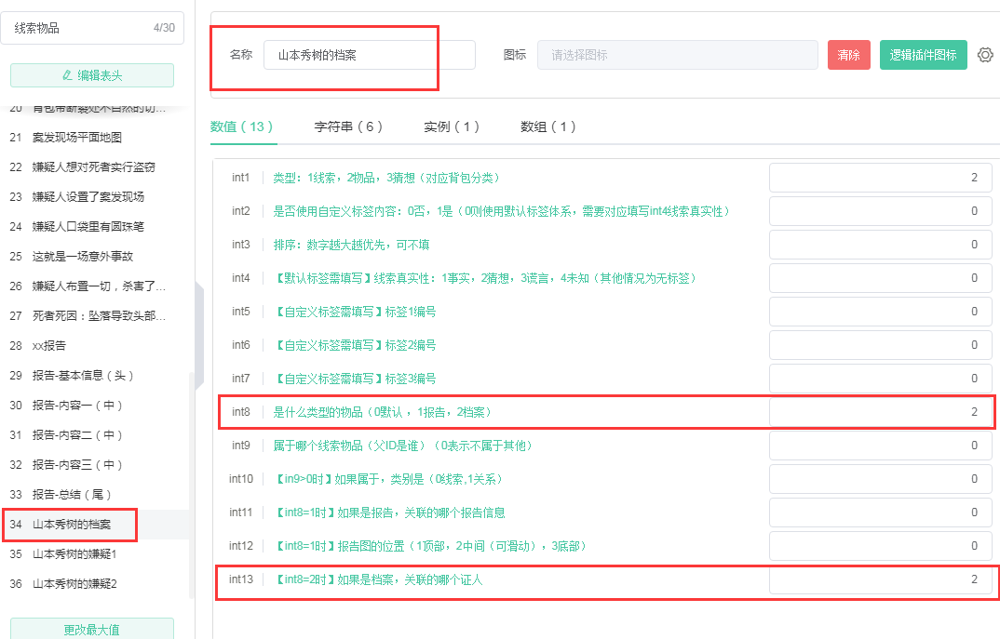 线索物品 4/30
编辑表头
20 背包带断裂处不自然的切...
21 案发现场平面地图
22 嫌疑人想对死者实行盗窃
23 嫌疑人设置了案发现场
24 嫌疑人口袋里有圆珠笔
25 这就是一场意外事故
26 嫌疑人布置一切，杀害了...
27 死者死因：坠落导致头部...
28 xx报告
29 报告-基本信息（头）
30 报告-内容一（中）
31 报告-内容二（中）
32 报告-内容三（中）
33 报告-总结（尾）
34 山本秀树的档案
35 山本秀树的嫌疑1
36 山本秀树的嫌疑2
更改最大值
名称 山本秀树的档案 图标 请选择图标 清除 逻辑插件图标
数值（13） 字符串（6） 实例（1） 数组（1）
int1 类型：1线索，2物品，3猜想（对应背包分类） 2
int2 是否使用自定义标签内容：0否，1是（0则使用默认标签体系，需要对应填写int4线索真实性） 0
int3 排序：数字越大越优先，可不填 0
int4 【默认标签需填写】线索真实性：1事实，2猜想，3谎言，4未知（其他情况为无标签） 0
int5 【自定义标签需填写】标签1编号 0
int6 【自定义标签需填写】标签2编号 0
int7 【自定义标签需填写】标签3编号 0
int8 是什么类型的物品（0默认 ，1报告，2档案） 2
int9 属于哪个线索物品（父ID是谁）（0表示不属于其他） 0
int10 【in9>0时】如果属于，类别是（0线索,1关系） 0
int11 【int8=1时】如果是报告，关联的哪个报告信息 0
int12 【int8=1时】报告图的位置（1顶部，2中间（可滑动），3底部） 0
int13 【int8=2时】如果是档案，关联的哪个证人 2